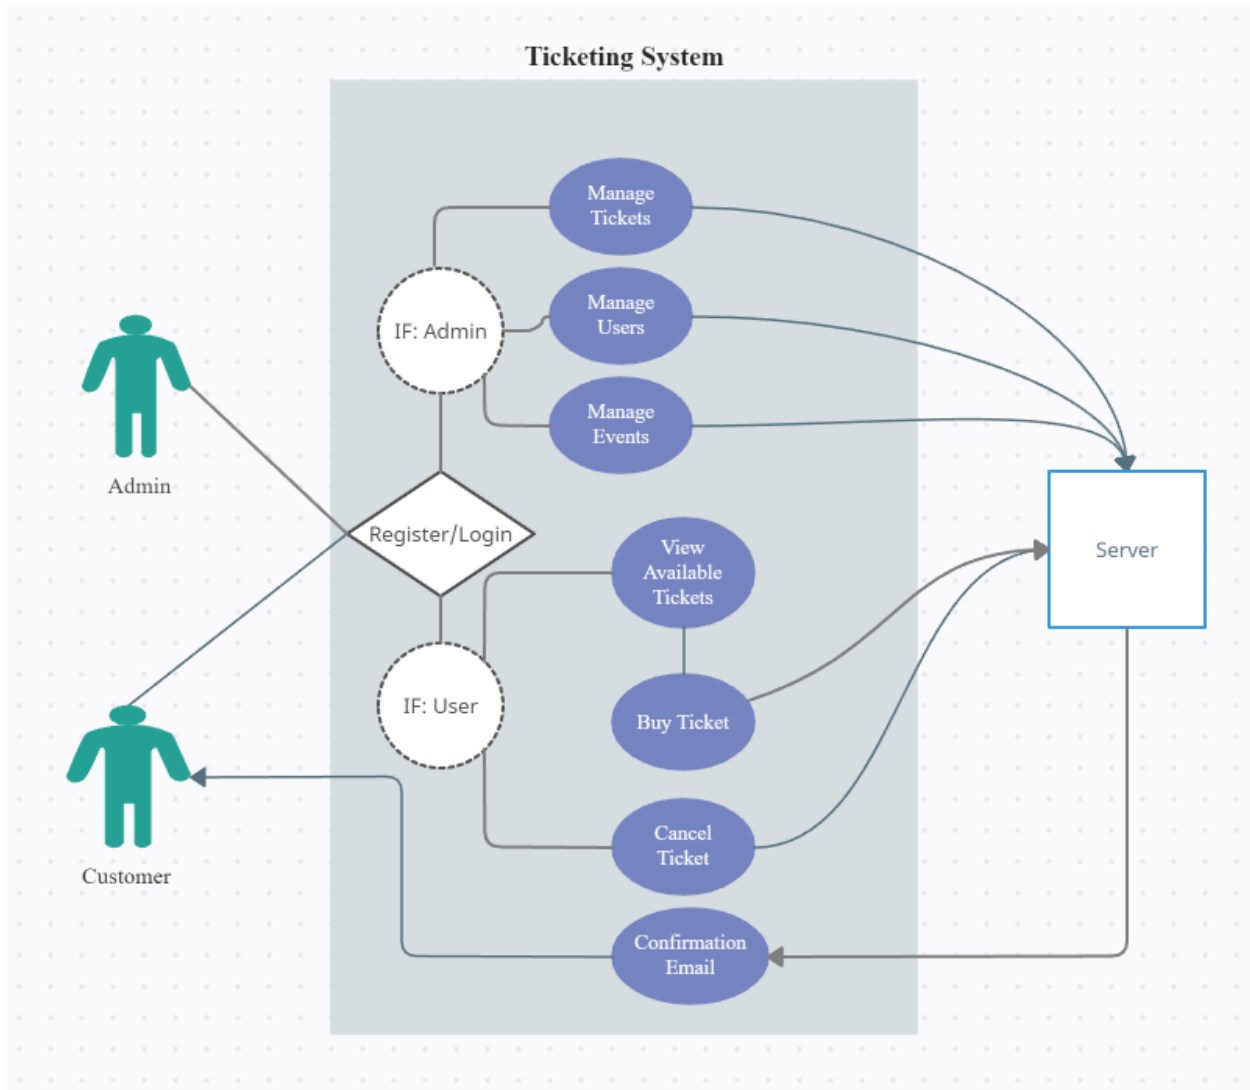 Ticketing System
Manage
Tickets
IF: Admin
Manage
Users
Manage
Events
Admin
Register/Login
View
Available
Tickets
Server
IF: User
Buy Ticket
Cancel
Ticket
Customer
Confirmation
Email